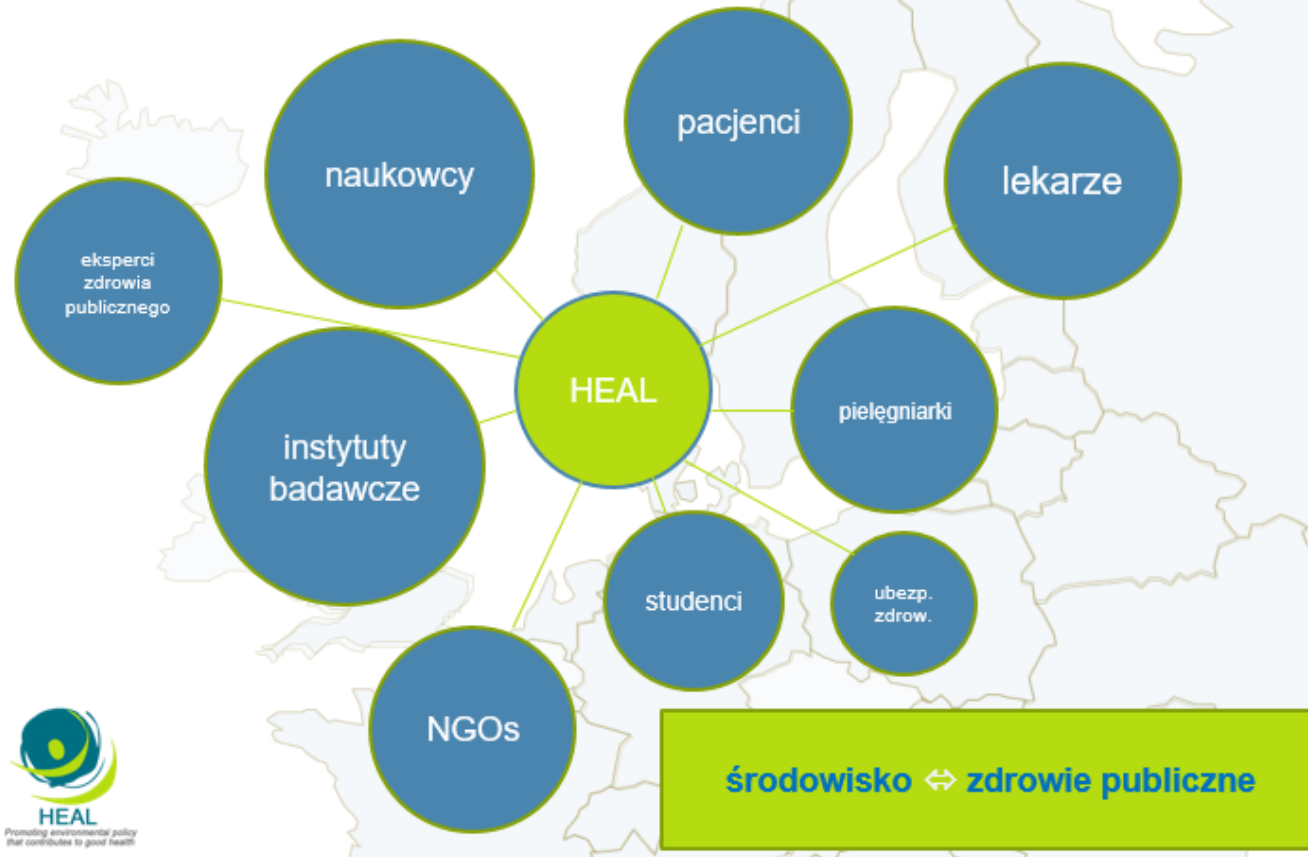 pacjenci
naukowcy
lekarze
eksperci
zdrowia
publicznego
HEAL
pielęgniarki
instytuty
badawcze
studenci
ubezp.
zdrow.
NGOs
środowisko ⇔ zdrowie publiczne
HEAL
Promoting environmental policy
that contributes to good health